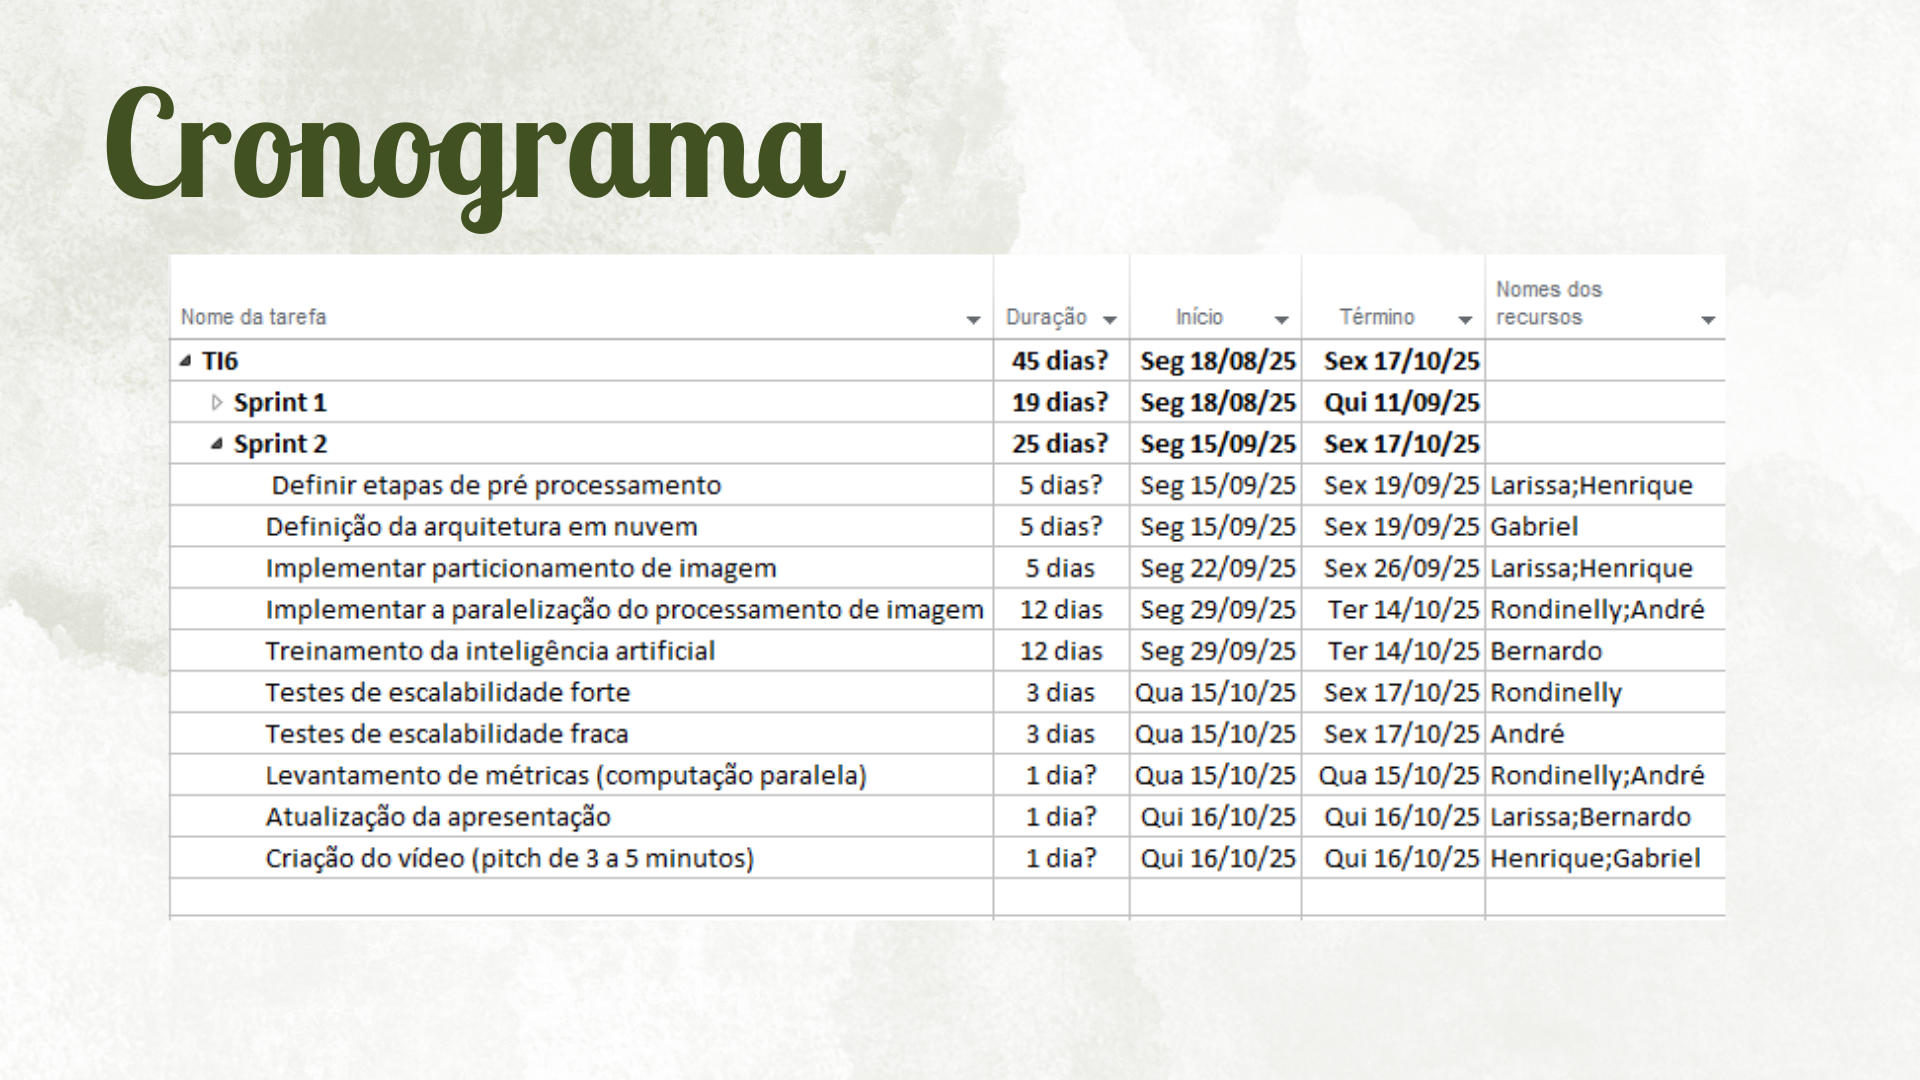 Cronograma
Nome da tarefa Duração Início Término Nomes dos recursos
TI6 45 dias? Seg 18/08/25 Sex 17/10/25
Sprint 1 19 dias? Seg 18/08/25 Qui 11/09/25
Sprint 2 25 dias? Seg 15/09/25 Sex 17/10/25
Definir etapas de pré processamento 5 dias? Seg 15/09/25 Sex 19/09/25 Larissa;Henrique
Definição da arquitetura em nuvem 5 dias? Seg 15/09/25 Sex 19/09/25 Gabriel
Implementar particionamento de imagem 5 dias Seg 22/09/25 Sex 26/09/25 Larissa;Henrique
Implementar a paralelização do processamento de imagem 12 dias Seg 29/09/25 Ter 14/10/25 Rondinelly;André
Treinamento da inteligência artificial 12 dias Seg 29/09/25 Ter 14/10/25 Bernardo
Testes de escalabilidade forte 3 dias Qua 15/10/25 Sex 17/10/25 Rondinelly
Testes de escalabilidade fraca 3 dias Qua 15/10/25 Sex 17/10/25 André
Levantamento de métricas (computação paralela) 1 dia? Qua 15/10/25 Qua 15/10/25 Rondinelly;André
Atualização da apresentação 1 dia? Qui 16/10/25 Qui 16/10/25 Larissa;Bernardo
Criação do vídeo (pitch de 3 a 5 minutos) 1 dia? Qui 16/10/25 Qui 16/10/25 Henrique;Gabriel